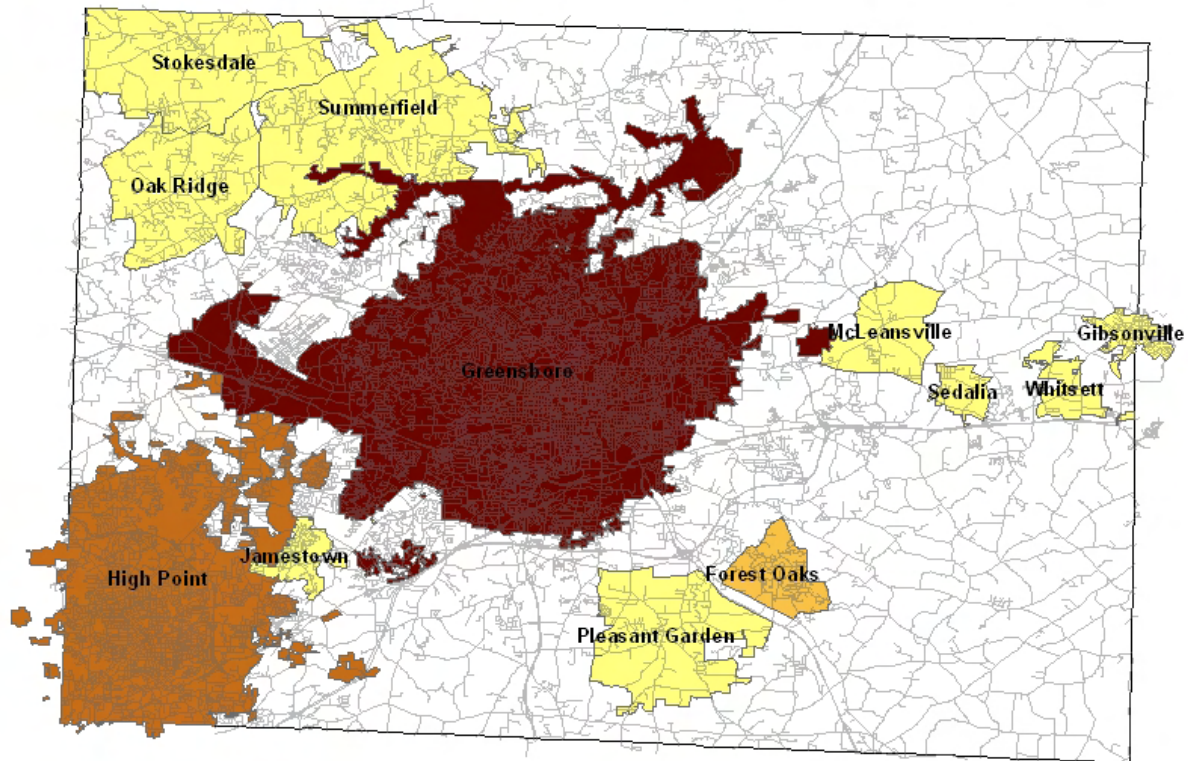 Stokesdale
Summerfield
Oak Ridge
McLeansville
Gibsonville
Greensboro
Sedalia
Whitsett
Jamestown
High Point
Forest Oaks
Pleasant Garden